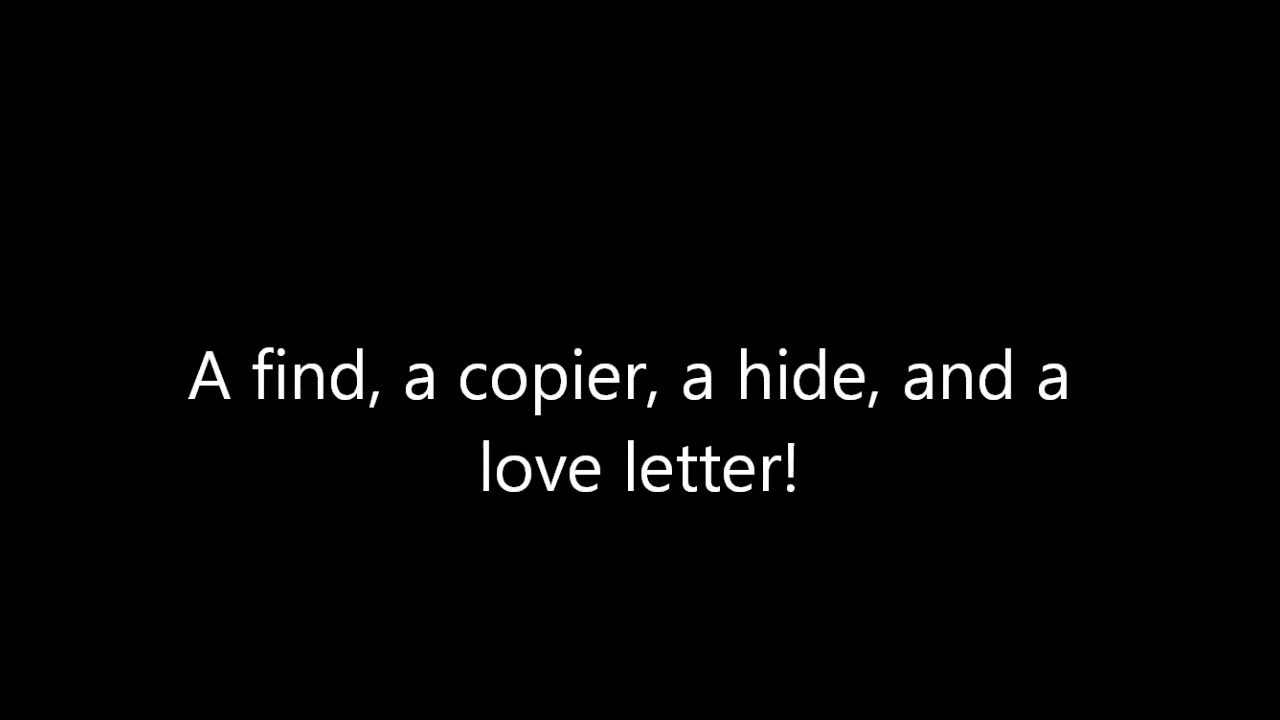 A find, a copier, a hide, and a
love letter!